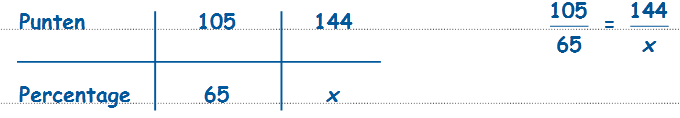 Punten 105 144
Percentage 65 x
105/65 = 144/x